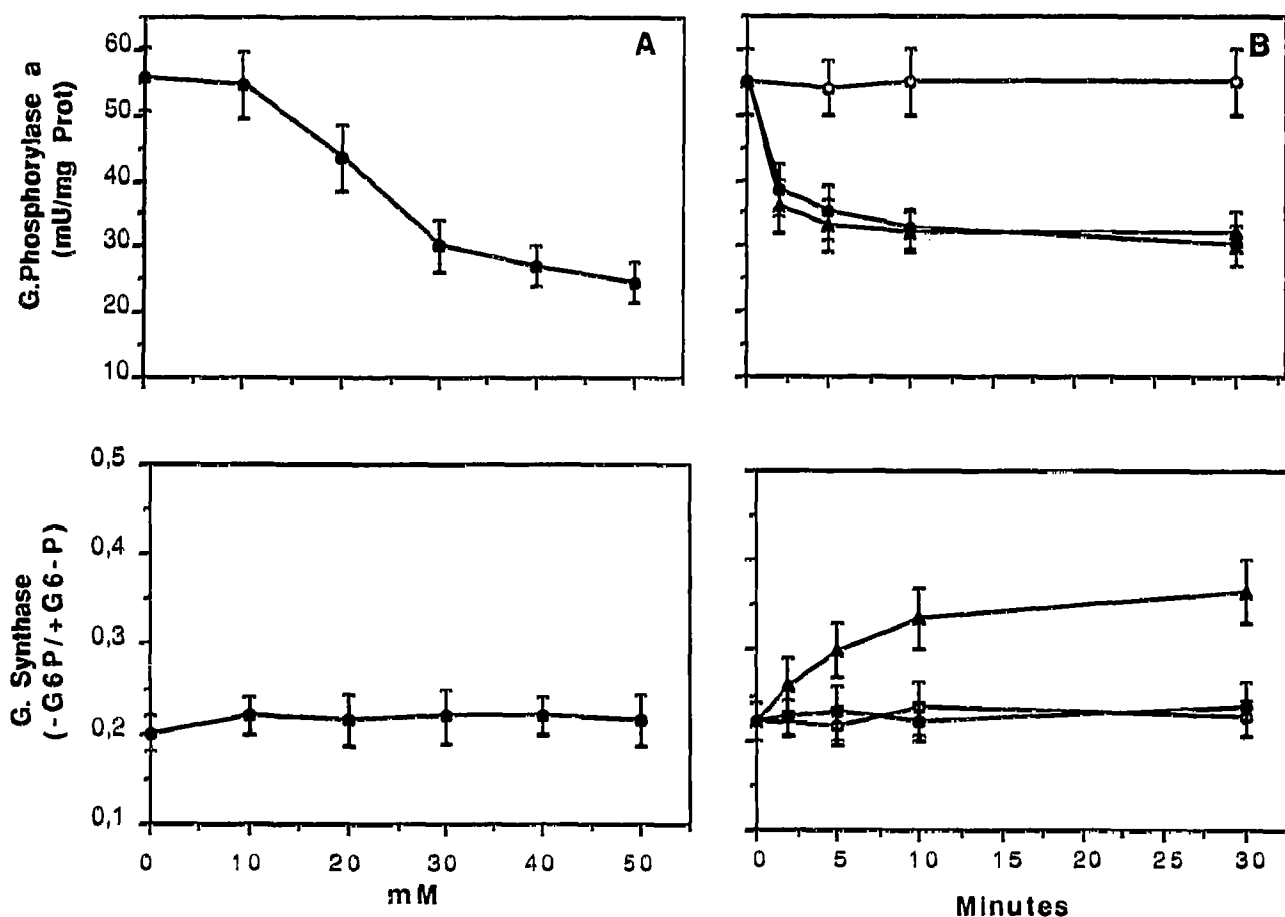 A
B
G.Phosphorylase a
(mU/mg Prot)
60
50
40
30
20
10
G. Synthase
(-G6P/+G6-P)
0,5
0,4
0,3
0,2
0,1
0 10 20 30 40 50
mM
0 5 10 15 20 25 30
Minutes